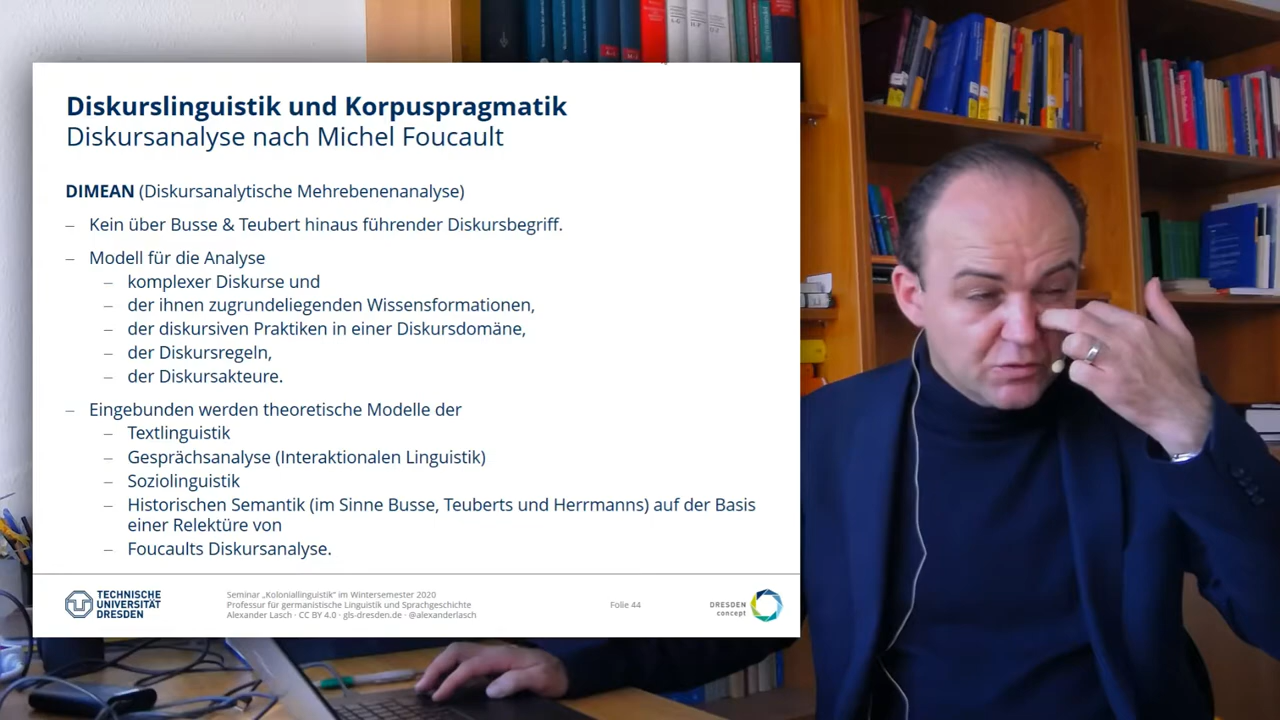 Diskurslinguistik und Korpuspragmatik
Diskursanalyse nach Michel Foucault
DIMEAN (Diskursanalytische Mehrebenenanalyse)
– Kein über Busse & Teubert hinaus führender Diskursbegriff.
– Modell für die Analyse
– komplexer Diskurse und
– der ihnen zugrundeliegenden Wissensformationen,
– der diskursiven Praktiken in einer Diskursdomäne,
– der Diskursregeln,
– der Diskursakteure.
– Eingebunden werden theoretische Modelle der
– Textlinguistik
– Gesprächsanalyse (Interaktionalen Linguistik)
– Soziolinguistik
– Historischen Semantik (im Sinne Busse, Teuberts und Herrmanns) auf der Basis
einer Relektüre von
– Foucaults Diskursanalyse.
TECHNISCHE
UNIVERSITÄT
DRESDEN
Seminar „Koloniallinguistik“ im Wintersemester 2020
Professur für germanistische Linguistik und Sprachgeschichte
Alexander Lasch · CC BY 4.0 · gls-dresden.de · @alexanderlasch
Folie 44
DRESDEN
concept